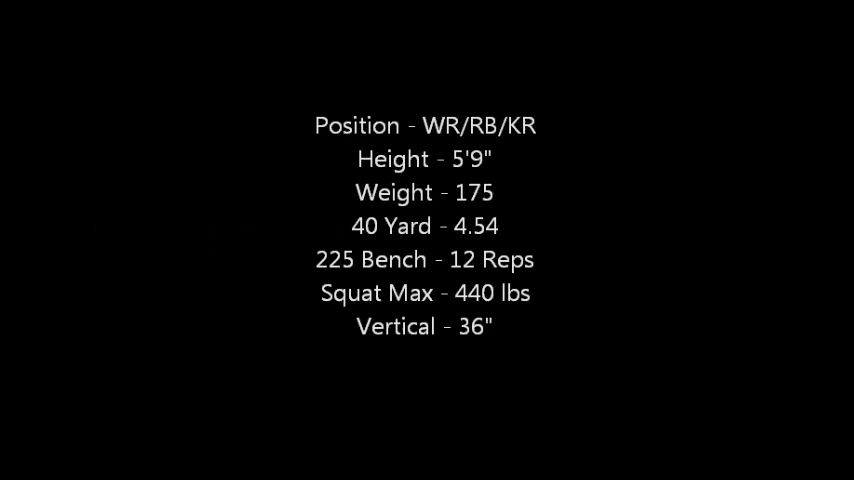 Position - WR/RB/KR
Height - 5'9"
Weight - 175
40 Yard - 4.54
225 Bench - 12 Reps
Squat Max - 440 lbs
Vertical - 36"